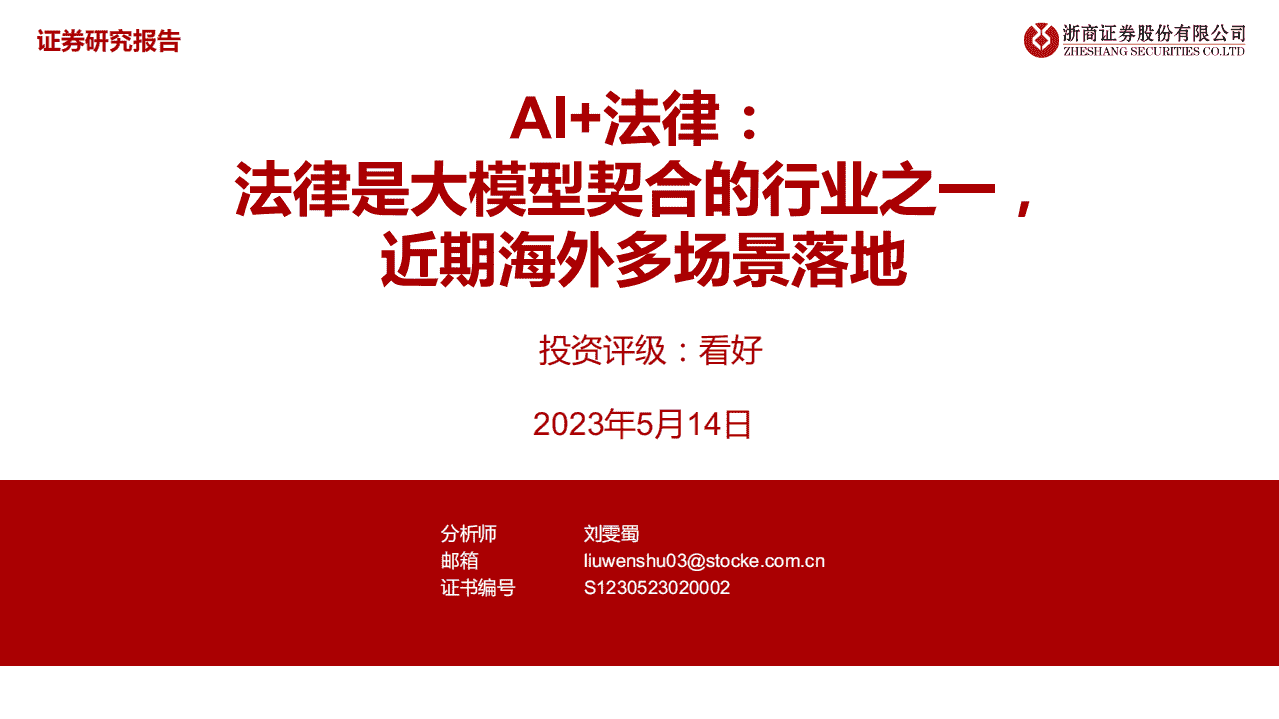 证券研究报告
浙商证券股份有限公司
ZHESHANG SECURITIES CO.LTD
AI+法律：
法律是大模型契合的行业之一，
近期海外多场景落地
投资评级：看好
2023年5月14日
分析师 刘雯蜀
邮箱 liuwenshu03@stocke.com.cn
证书编号 S1230523020002